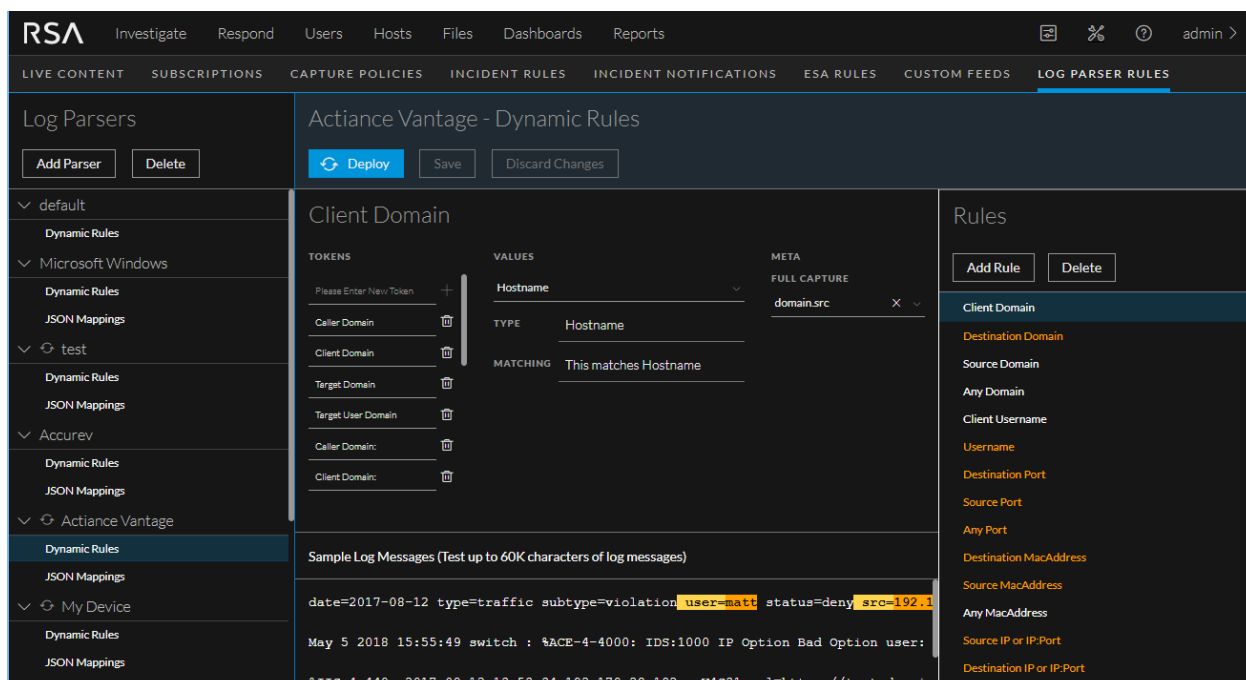 RSA Investigate Respond Users Hosts Files Dashboards Reports admin >
LIVE CONTENT SUBSCRIPTIONS CAPTURE POLICIES INCIDENT RULES INCIDENT NOTIFICATIONS ESA RULES CUSTOM FEEDS LOG PARSER RULES
Log Parsers
Add Parser Delete
default
Dynamic Rules
Microsoft Windows
Dynamic Rules
JSON Mappings
test
Dynamic Rules
JSON Mappings
Accurev
Dynamic Rules
JSON Mappings
Actiance Vantage
Dynamic Rules
JSON Mappings
My Device
Dynamic Rules
JSON Mappings
Actiance Vantage - Dynamic Rules
Deploy Save Discard Changes
Client Domain
TOKENS
Please Enter New Token
Caller Domain
Client Domain
Target Domain
Target User Domain
Caller Domain:
Client Domain:
VALUES
Hostname
TYPE Hostname
MATCHING This matches Hostname
META
FULL CAPTURE
domain.src
Sample Log Messages (Test up to 60K characters of log messages)
date=2017-08-12 type=traffic subtype=violation user=matt status=deny src=192.1
May 5 2018 15:55:49 switch : %ACE-4-4000: IDS:1000 IP Option Bad Option user:
Rules
Add Rule Delete
Client Domain
Destination Domain
Source Domain
Any Domain
Client Username
Username
Destination Port
Source Port
Any Port
Destination MacAddress
Source MacAddress
Any MacAddress
Source IP or IP:Port
Destination IP or IP:Port